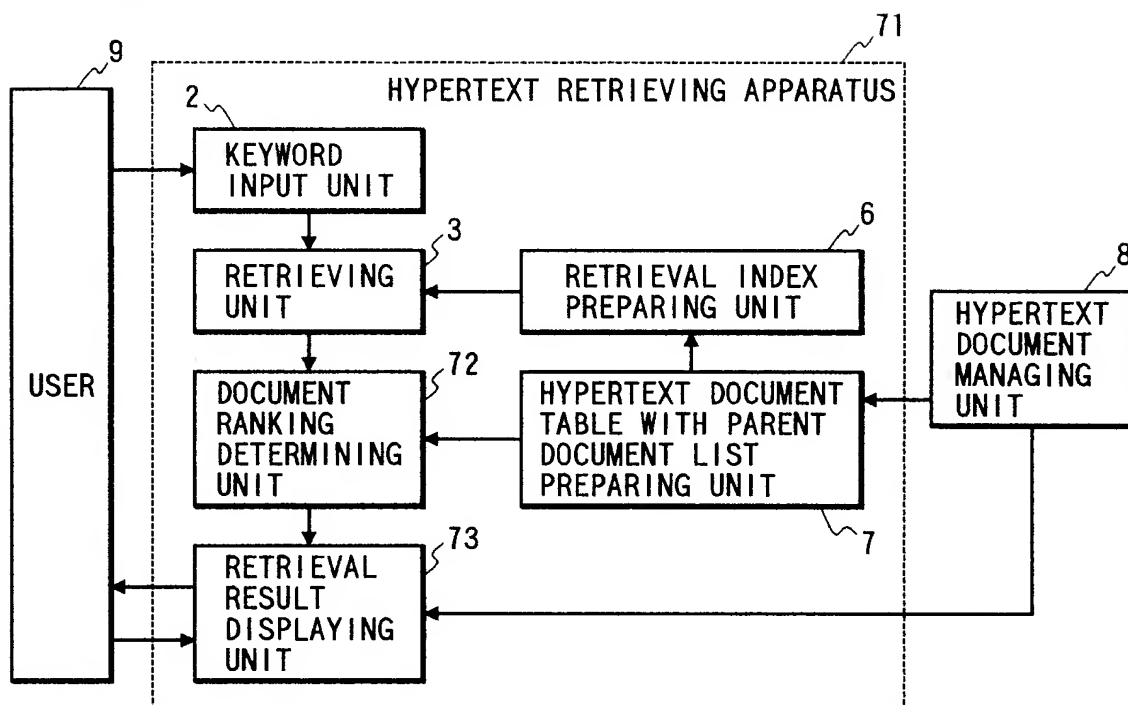 71
9
HYPERTEXT RETRIEVING APPARATUS
2
KEYWORD
INPUT UNIT
3
RETRIEVING
UNIT
6
RETRIEVAL INDEX
PREPARING UNIT
8
HYPERTEXT
DOCUMENT
MANAGING
UNIT
USER
72
DOCUMENT
RANKING
DETERMINING
UNIT
HYPERTEXT DOCUMENT
TABLE WITH PARENT
DOCUMENT LIST
PREPARING UNIT
7
73
RETRIEVAL
RESULT
DISPLAYING
UNIT